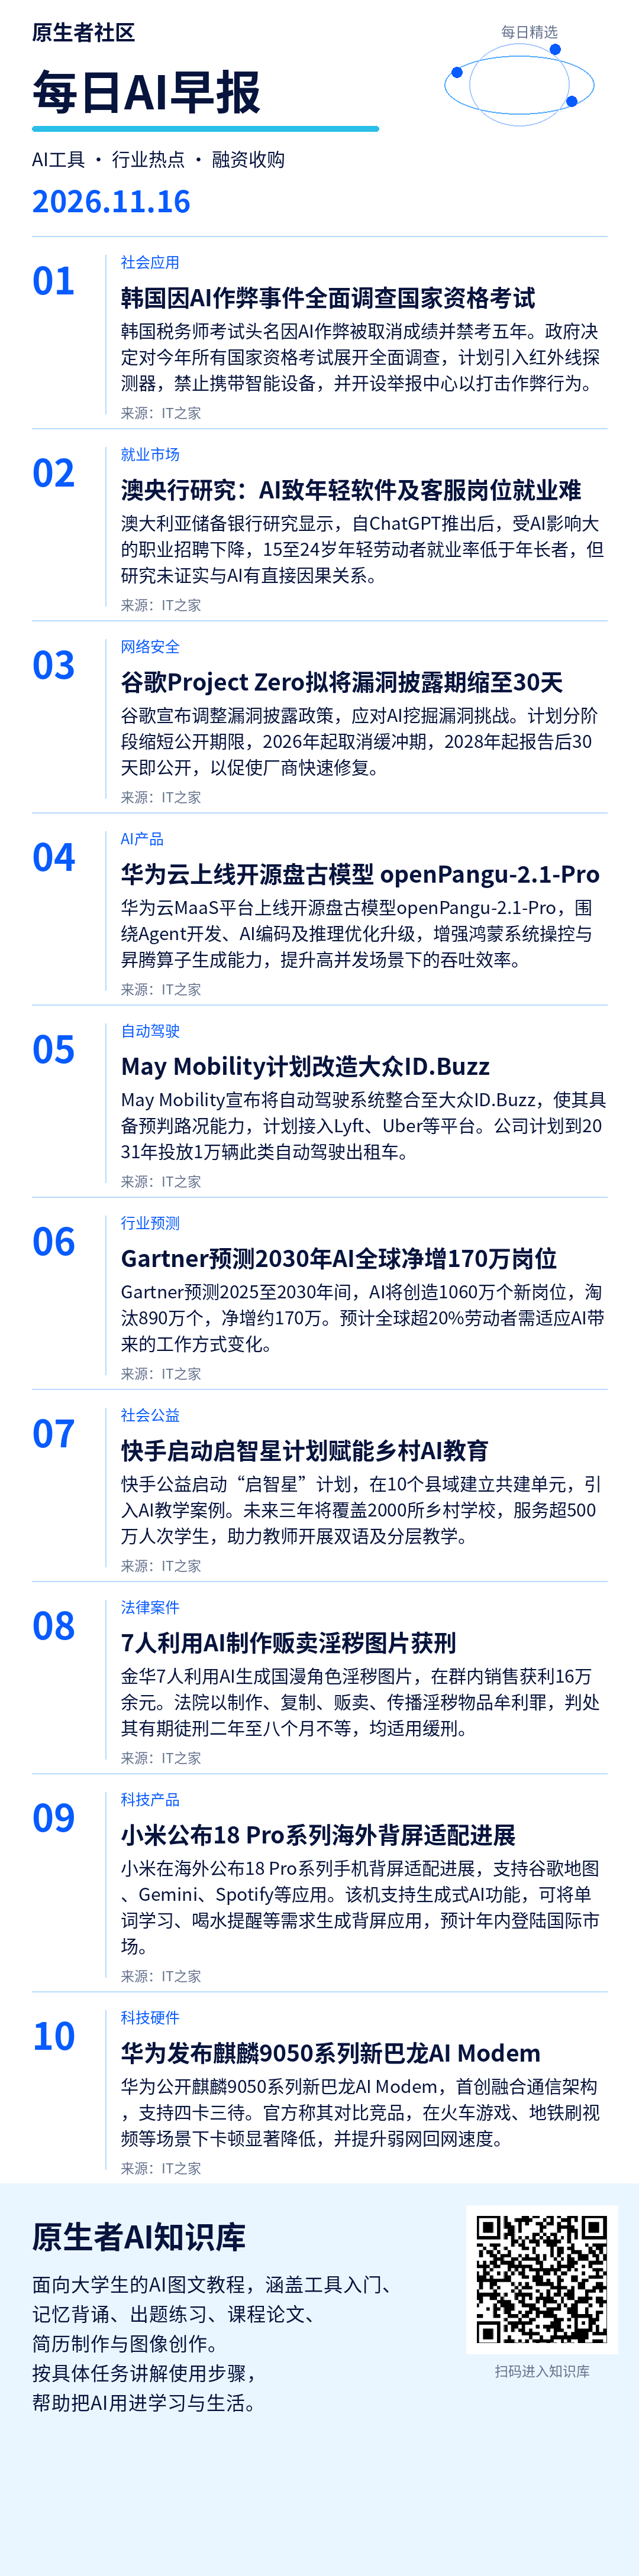 原生者社区
每日精选
每日AI早报
AI工具 · 行业热点 · 融资收购
2026.11.16
01
社会应用
韩国因AI作弊事件全面调查国家资格考试
韩国税务师考试头名因AI作弊被取消成绩并禁考五年。政府决
定对今年所有国家资格考试展开全面调查，计划引入红外线探
测器，禁止携带智能设备，并开设举报中心以打击作弊行为。
来源：IT之家
02
就业市场
澳央行研究：AI致年轻软件及客服岗位就业难
澳大利亚储备银行研究显示，自ChatGPT推出后，受AI影响大
的职业招聘下降，15至24岁年轻劳动者就业率低于年长者，但
研究未证实与AI有直接因果关系。
来源：IT之家
03
网络安全
谷歌Project Zero拟将漏洞披露期缩至30天
谷歌宣布调整漏洞披露政策，应对AI挖掘漏洞挑战。计划分阶
段缩短公开期限，2026年起取消缓冲期，2028年起报告后30
天即公开，以促使厂商快速修复。
来源：IT之家
04
AI产品
华为云上线开源盘古模型 openPangu-2.1-Pro
华为云MaaS平台上线开源盘古模型openPangu-2.1-Pro，围
绕Agent开发、AI编码及推理优化升级，增强鸿蒙系统操控与
昇腾算子生成能力，提升高并发场景下的吞吐效率。
来源：IT之家
05
自动驾驶
May Mobility计划改造大众ID.Buzz
May Mobility宣布将自动驾驶系统整合至大众ID.Buzz，使其具
备预判路况能力，计划接入Lyft、Uber等平台。公司计划到20
31年投放1万辆此类自动驾驶出租车。
来源：IT之家
06
行业预测
Gartner预测2030年AI全球净增170万岗位
Gartner预测2025至2030年间，AI将创造1060万个新岗位，淘
汰890万个，净增约170万。预计全球超20%劳动者需适应AI带
来的工作方式变化。
来源：IT之家
07
社会公益
快手启动启智星计划赋能乡村AI教育
快手公益启动“启智星”计划，在10个县域建立共建单元，引
入AI教学案例。未来三年将覆盖2000所乡村学校，服务超500
万人次学生，助力教师开展双语及分层教学。
来源：IT之家
08
法律案件
7人利用AI制作贩卖淫秽图片获刑
金华7人利用AI生成国漫角色淫秽图片，在群内销售获利16万
余元。法院以制作、复制、贩卖、传播淫秽物品牟利罪，判处
其有期徒刑二年至八个月不等，均适用缓刑。
来源：IT之家
09
科技产品
小米公布18 Pro系列海外背屏适配进展
小米在海外公布18 Pro系列手机背屏适配进展，支持谷歌地图
、Gemini、Spotify等应用。该机支持生成式AI功能，可将单
词学习、喝水提醒等需求生成背屏应用，预计年内登陆国际市
场。
来源：IT之家
10
科技硬件
华为发布麒麟9050系列新巴龙AI Modem
华为公开麒麟9050系列新巴龙AI Modem，首创融合通信架构
，支持四卡三待。官方称其对比竞品，在火车游戏、地铁刷视
频等场景下卡顿显著降低，并提升弱网回网速度。
来源：IT之家
原生者AI知识库
面向大学生的AI图文教程，涵盖工具入门、
记忆背诵、出题练习、课程论文、
简历制作与图像创作。
按具体任务讲解使用步骤，
帮助把AI用进学习与生活。
扫码进入知识库